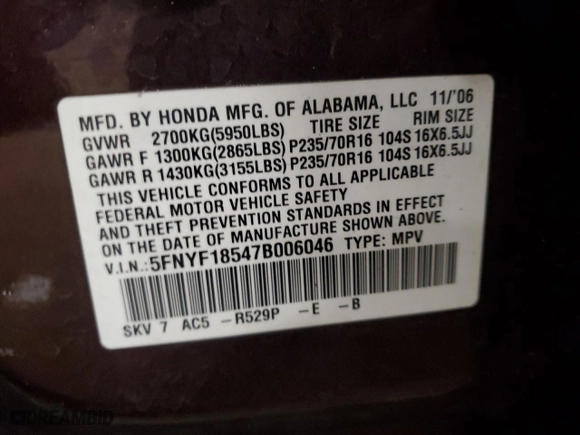 MFD. BY HONDA MFG. OF ALABAMA, LLC 11/'06
GVWR 2700KG(5950LBS) TIRE SIZE RIM SIZE
GAWR F 1300KG(2865LBS) P235/70R16 104S 16X6.5JJ
GAWR R 1430KG(3155LBS) P235/70R16 104S 16X6.5JJ
THIS VEHICLE CONFORMS TO ALL APPLICABLE
FEDERAL MOTOR VEHICLE SAFETY
AND THEFT PREVENTION STANDARDS IN EFFECT
ON THE DATE OF MANUFACTURE SHOWN ABOVE.
V.I.N.:5FNYF18547B006046 TYPE: MPV
SKV 7 AC5 -R529P -E -B
DREAMBID